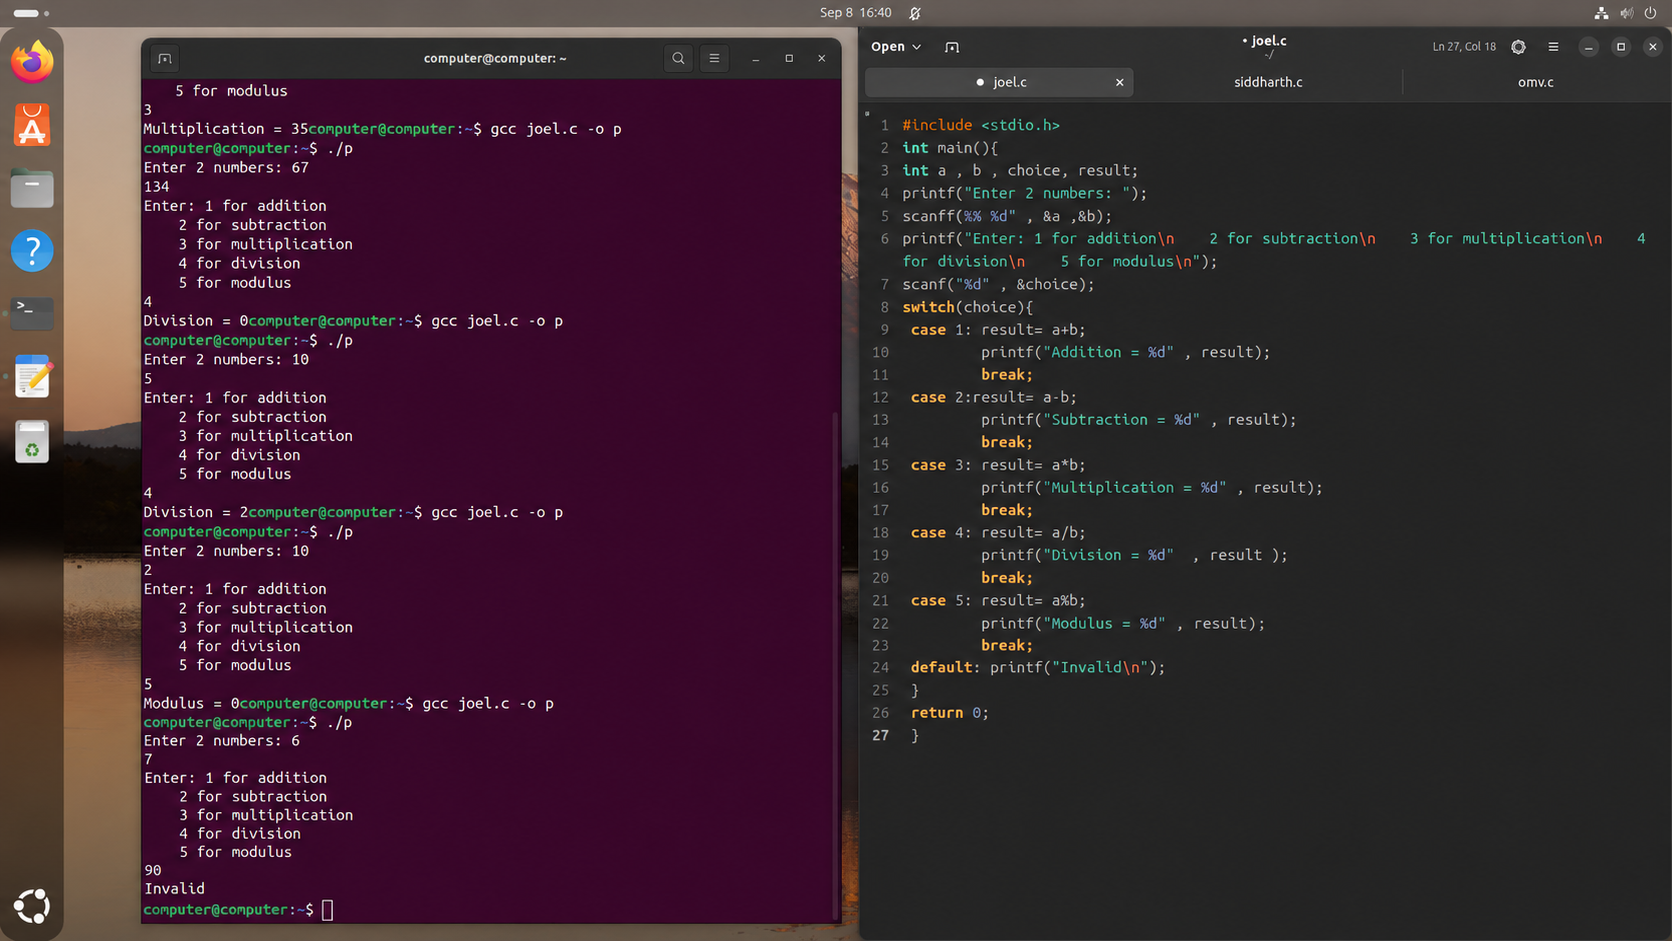 Sep 8 16:40
computer@computer: ~
5 for modulus
3
Multiplication = 35computer@computer:~$ gcc joel.c -o p
computer@computer:~$ ./p
Enter 2 numbers: 67
134
Enter: 1 for addition
2 for subtraction
3 for multiplication
4 for division
5 for modulus
4
Division = 0computer@computer:~$ gcc joel.c -o p
computer@computer:~$ ./p
Enter 2 numbers: 10
5
Enter: 1 for addition
2 for subtraction
3 for multiplication
4 for division
5 for modulus
4
Division = 2computer@computer:~$ gcc joel.c -o p
computer@computer:~$ ./p
Enter 2 numbers: 10
2
Enter: 1 for addition
2 for subtraction
3 for multiplication
4 for division
5 for modulus
5
Modulus = 0computer@computer:~$ gcc joel.c -o p
computer@computer:~$ ./p
Enter 2 numbers: 6
7
Enter: 1 for addition
2 for subtraction
3 for multiplication
4 for division
5 for modulus
90
Invalid
computer@computer:~$
Open
• joel.c
~/
Ln 27, Col 18
joel.c
siddharth.c
omv.c
1 #include <stdio.h>
2 int main(){
3 int a , b , choice, result;
4 printf("Enter 2 numbers: ");
5 scanff(%% %d" , &a ,&b);
6 printf("Enter: 1 for addition\n    2 for subtraction\n    3 for multiplication\n    4
for division\n    5 for modulus\n");
7 scanf("%d" , &choice);
8 switch(choice){
9 case 1: result= a+b;
10 printf("Addition = %d" , result);
11 break;
12 case 2:result= a-b;
13 printf("Subtraction = %d" , result);
14 break;
15 case 3: result= a*b;
16 printf("Multiplication = %d" , result);
17 break;
18 case 4: result= a/b;
19 printf("Division = %d"  , result );
20 break;
21 case 5: result= a%b;
22 printf("Modulus = %d" , result);
23 break;
24 default: printf("Invalid\n");
25 }
26 return 0;
27 }